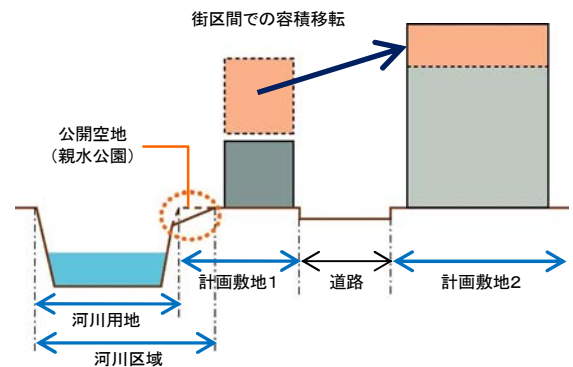 街区間での容積移転
公開空地
（親水公園）
計画敷地1
道路
計画敷地2
河川用地
河川区域